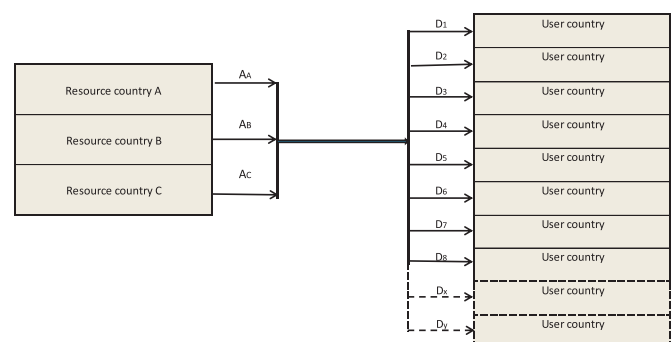 Resource country A
Resource country B
Resource country C
AA
AB
AC
D1
D2
D3
D4
D5
D6
D7
D8
Dx
Dy
User country
User country
User country
User country
User country
User country
User country
User country
User country
User country